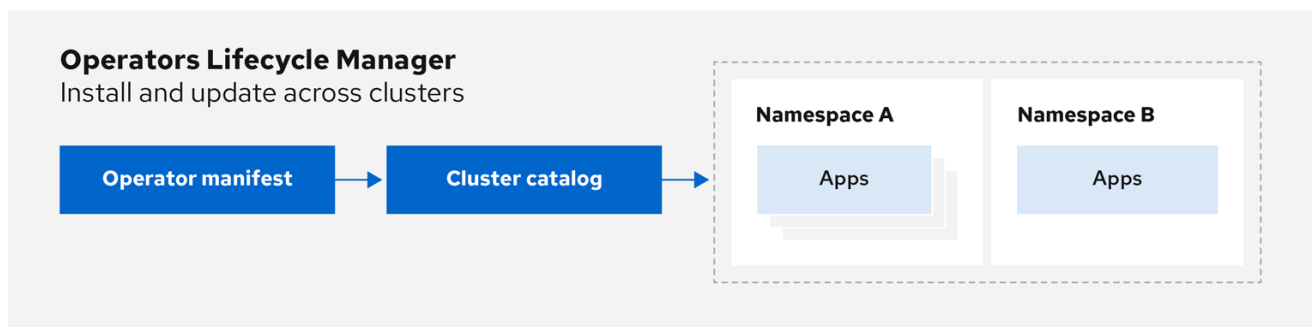 Operators Lifecycle Manager
Install and update across clusters
Operator manifest
Cluster catalog
Namespace A
Apps
Namespace B
Apps